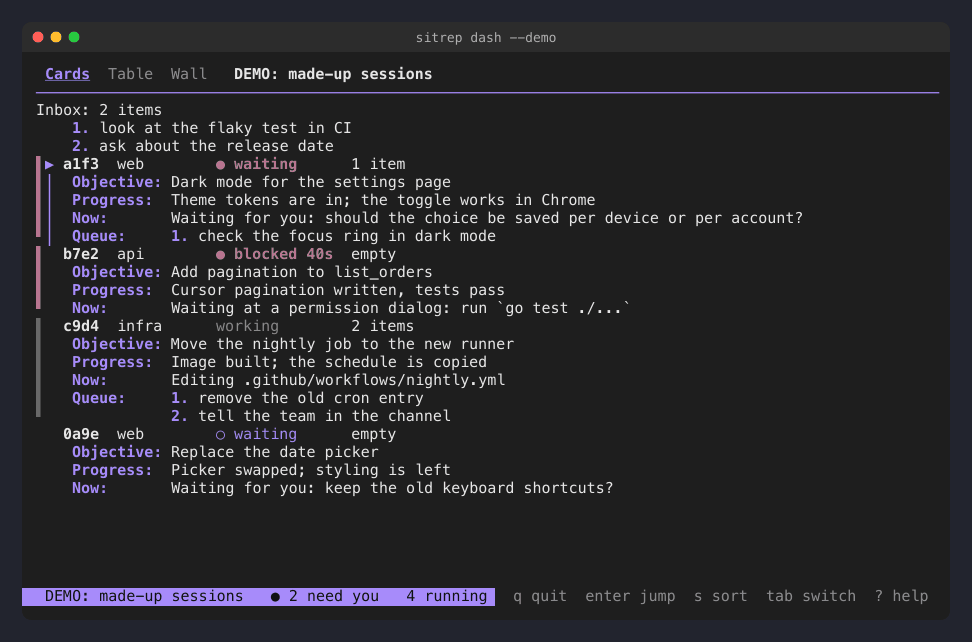 sitrep dash --demo
Cards Table Wall DEMO: made-up sessions
Inbox: 2 items
1. look at the flaky test in CI
2. ask about the release date
▶ a1f3 web ● waiting 1 item
Objective: Dark mode for the settings page
Progress: Theme tokens are in; the toggle works in Chrome
Now: Waiting for you: should the choice be saved per device or per account?
Queue: 1. check the focus ring in dark mode
b7e2 api ● blocked 40s empty
Objective: Add pagination to list_orders
Progress: Cursor pagination written, tests pass
Now: Waiting at a permission dialog: run `go test ./...`
c9d4 infra working 2 items
Objective: Move the nightly job to the new runner
Progress: Image built; the schedule is copied
Now: Editing .github/workflows/nightly.yml
Queue: 1. remove the old cron entry
2. tell the team in the channel
0a9e web ○ waiting empty
Objective: Replace the date picker
Progress: Picker swapped; styling is left
Now: Waiting for you: keep the old keyboard shortcuts?
DEMO: made-up sessions ● 2 need you 4 running q quit enter jump s sort tab switch ? help